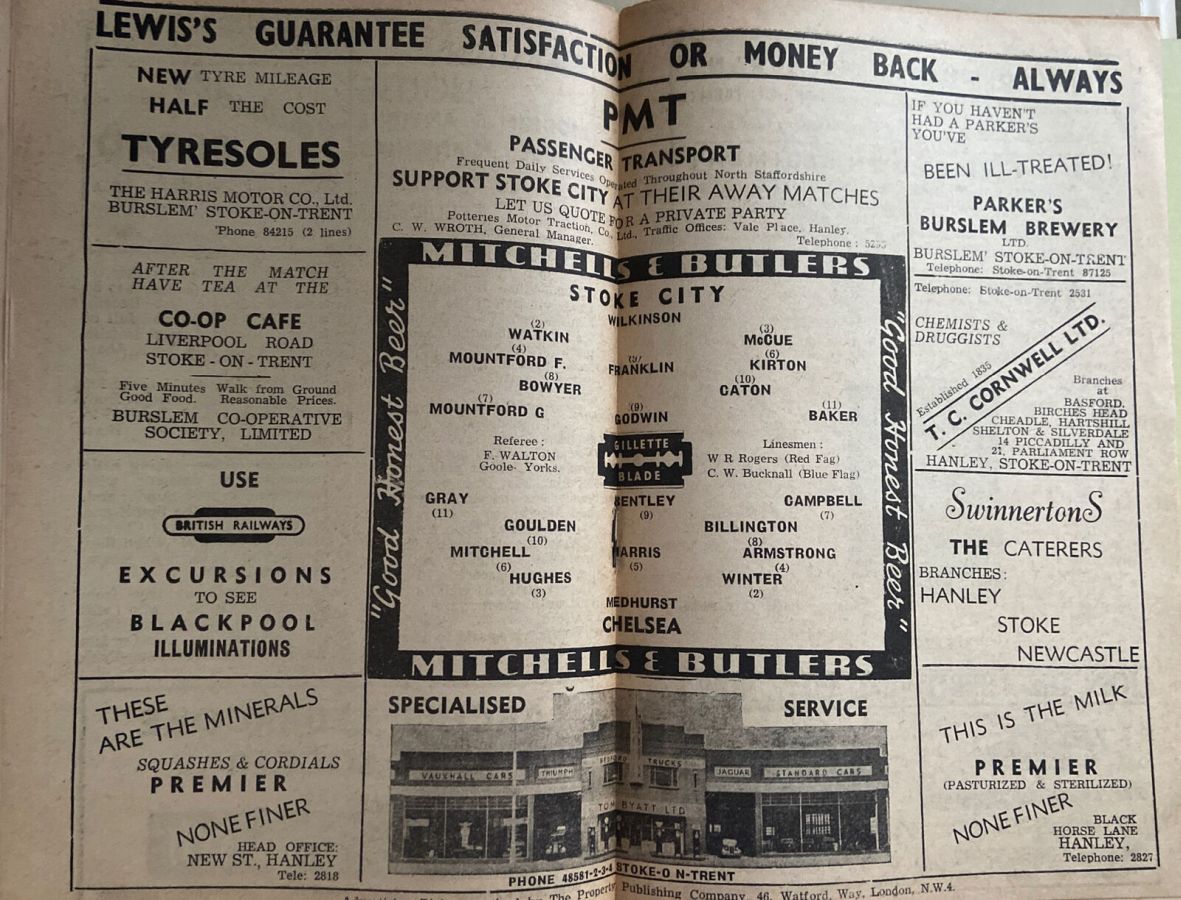 LEWIS'S GUARANTEE SATISFACTION OR MONEY BACK - ALWAYS
NEW TYRE MILEAGE
HALF THE COST
TYRESOLES
THE HARRIS MOTOR CO., Ltd.
BURSLEM' STOKE-ON-TRENT
'Phone 84215 (2 lines)
AFTER THE MATCH
HAVE TEA AT THE
CO-OP CAFE
LIVERPOOL ROAD
STOKE - ON - TRENT
Five Minutes Walk from Ground
Good Food. Reasonable Prices.
BURSLEM CO-OPERATIVE
SOCIETY, LIMITED
USE
BRITISH RAILWAYS
EXCURSIONS
TO SEE
BLACKPOOL
ILLUMINATIONS
THESE
ARE THE MINERALS
SQUASHES & CORDIALS
PREMIER
NONE FINER
HEAD OFFICE:
NEW ST., HANLEY
Tele: 2818
PMT
PASSENGER TRANSPORT
Frequent Daily Services Operated Throughout North Staffordshire
SUPPORT STOKE CITY AT THEIR AWAY MATCHES
LET US QUOTE FOR A PRIVATE PARTY
Potteries Motor Traction, Co., Ltd., Traffic Offices: Vale Place, Hanley.
C. W. WROTH, General Manager.
Telephone :
MITCHELLS & BUTLERS
"Good Honest Beer"
STOKE CITY
WILKINSON
(2)
WATKIN
(3)
McCUE
(4)
MOUNTFORD F.
FRANKLIN
(6)
KIRTON
(8)
BOWYER
(10)
CATON
(7)
MOUNTFORD G
(9)
GODWIN
(11)
BAKER
Referee :
F. WALTON
Goole- Yorks.
GILLETTE
BLADE
Linesmen :
W R Rogers (Red Fag)
C. W. Bucknall (Blue Flag)
GRAY
(11)
BENTLEY
(9)
CAMPBELL
(7)
GOULDEN
(10)
BILLINGTON
(8)
MITCHELL
(6)
HARRIS
(5)
ARMSTRONG
(4)
HUGHES
(3)
WINTER
(2)
MEDHURST
CHELSEA
"Good Honest Beer"
MITCHELLS & BUTLERS
SPECIALISED SERVICE
VAUXHALL CARS
TRIUMPH
BEDFORD TRUCKS
JAGUAR
STANDARD CARS
TOM BYATT LTD
PHONE 48581-2-3-4 STOKE-O N-TRENT
IF YOU HAVEN'T
HAD A PARKER'S
YOU'VE
BEEN ILL-TREATED!
PARKER'S
BURSLEM BREWERY
LTD.
BURSLEM' STOKE-ON-TRENT
Telephone: Stoke-on-Trent 87125
Telephone: Stoke-on-Trent 2531
CHEMISTS &
DRUGGISTS
Established 1835
T. C. CORNWELL LTD.
Branches
at
BASFORD,
BIRCHES HEAD
CHEADLE, HARTSHILL
SHELTON & SILVERDALE
14 PICCADILLY AND
21, PARLIAMENT ROW
HANLEY, STOKE-ON-TRENT
SwinnertonS
THE CATERERS
BRANCHES:
HANLEY
STOKE
NEWCASTLE
THIS IS THE MILK
PREMIER
(PASTURIZED & STERILIZED)
NONE FINER
BLACK
HORSE LANE
HANLEY,
Telephone: 2827
The Property Publishing Company, 46, Watford, Way, London, N.W.4.